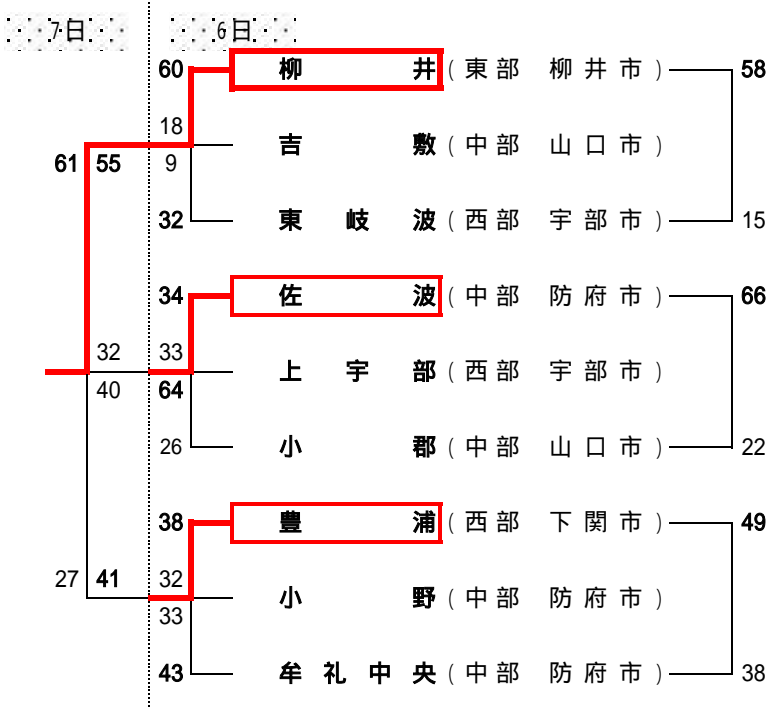 7日 6日
60 柳井(東部 柳井市) 58
18
吉敷(中部 山口市)
61 55 9
32 東岐波(西部 宇部市) 15
34 佐波(中部 防府市) 66
32 33
上宇部(西部 宇部市)
40 64
26 小郡(中部 山口市) 22
38 豊浦(西部 下関市) 49
27 41 32
小野(中部 防府市)
33
43 牟礼中央(中部 防府市) 38